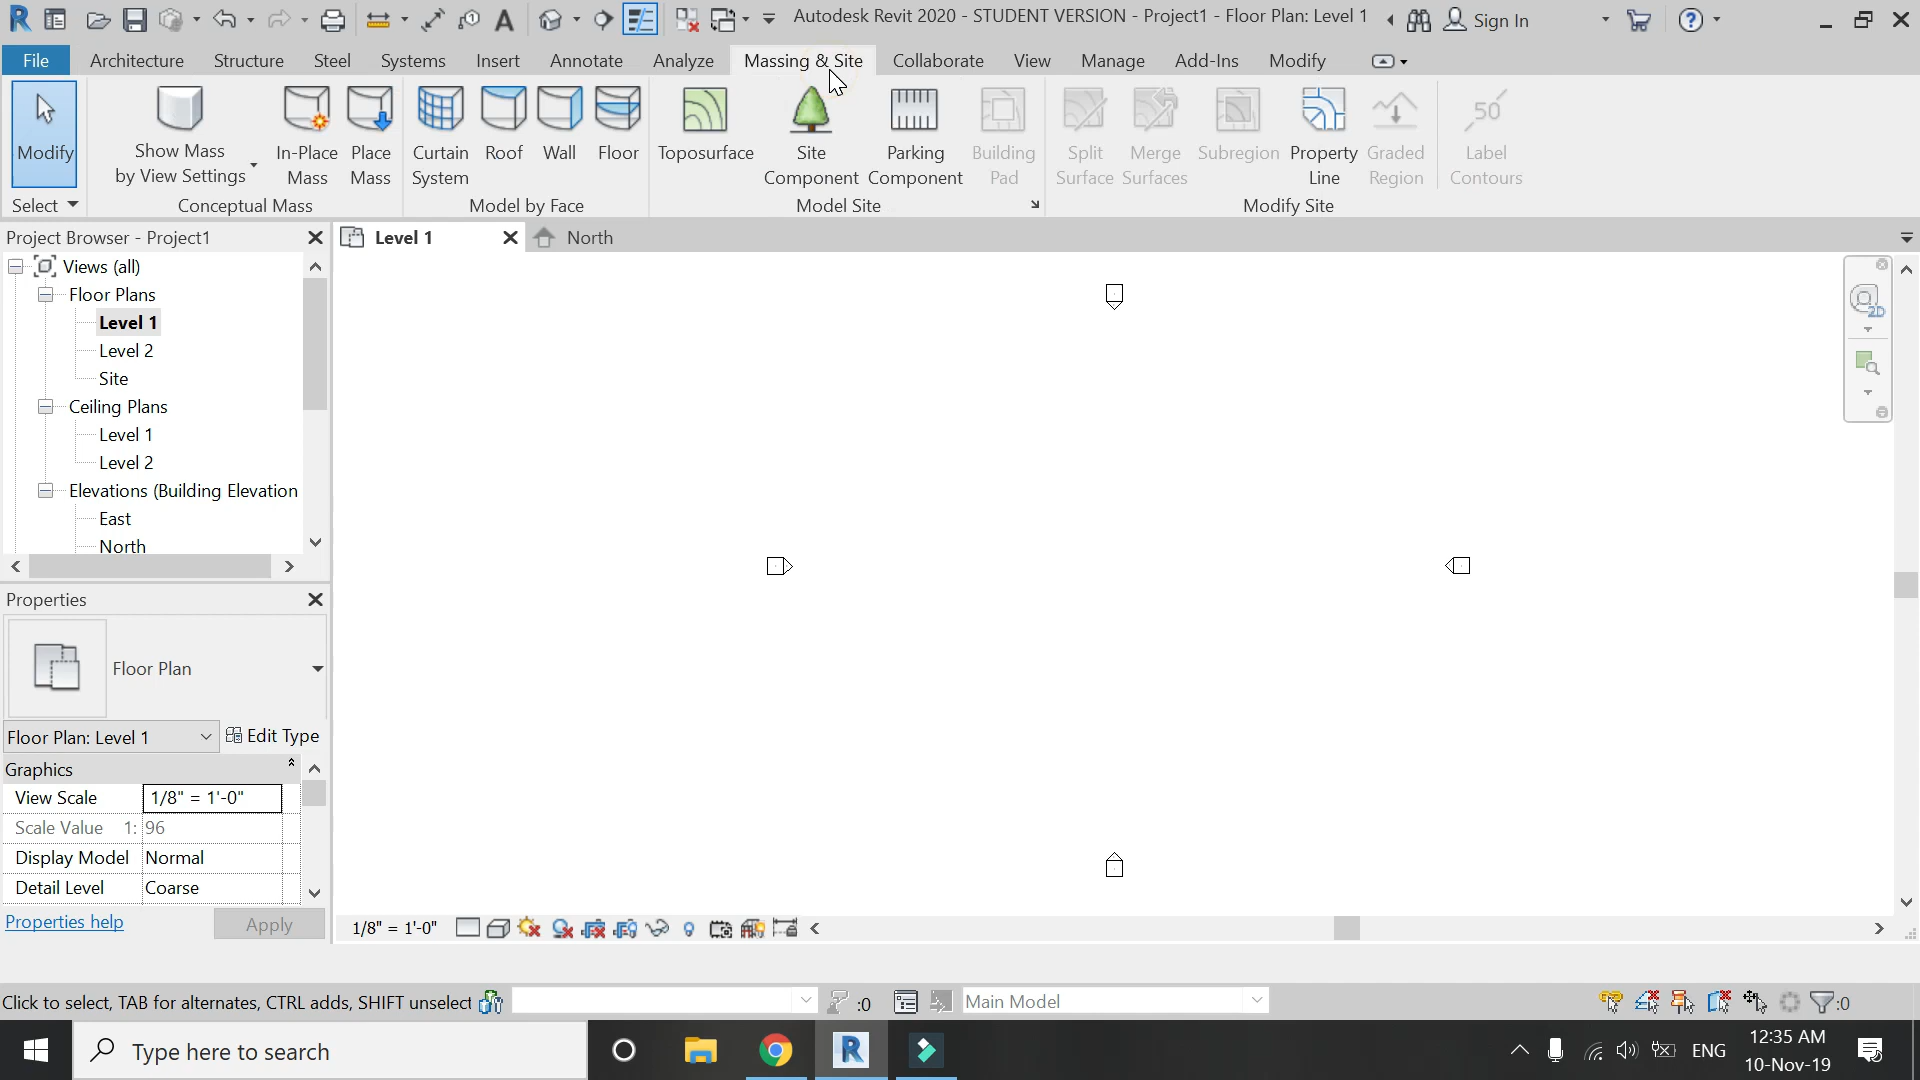 Autodesk Revit 2020 - STUDENT VERSION - Project1 - Floor Plan: Level 1
Sign In
File Architecture Structure Steel Systems Insert Annotate Analyze Massing & Site Collaborate View Manage Add-Ins Modify
Modify
Show Mass
by View Settings
In-Place
Mass
Place
Mass
Curtain
System
Roof
Wall
Floor
Toposurface
Site
Component
Parking
Component
Building
Pad
Split
Surface
Merge
Surfaces
Subregion
Property
Line
Graded
Region
50
Label
Contours
Select
Conceptual Mass
Model by Face
Model Site
Modify Site
Project Browser - Project1
Level 1
North
Views (all)
Floor Plans
Level 1
Level 2
Site
Ceiling Plans
Level 1
Level 2
Elevations (Building Elevation
East
North
2D
Properties
Floor Plan
Floor Plan: Level 1
Edit Type
Graphics
View Scale 1/8" = 1'-0"
Scale Value 1: 96
Display Model Normal
Detail Level Coarse
Properties help
Apply
1/8" = 1'-0"
Click to select, TAB for alternates, CTRL adds, SHIFT unselect
:0
Main Model
:0
Type here to search
ENG
12:35 AM
10-Nov-19